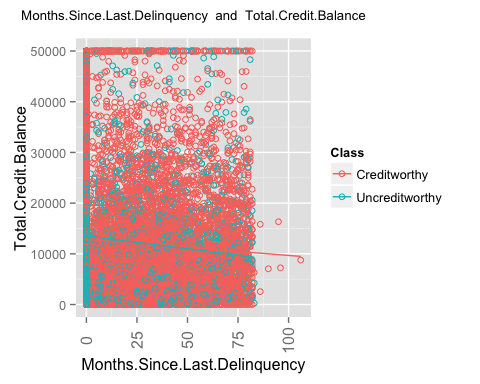 Months.Since.Last.Delinquency and Total.Credit.Balance
50000
40000
30000
20000
10000
0
Total.Credit.Balance
0
25
50
75
100
Months.Since.Last.Delinquency
Class
Creditworthy
Uncreditworthy